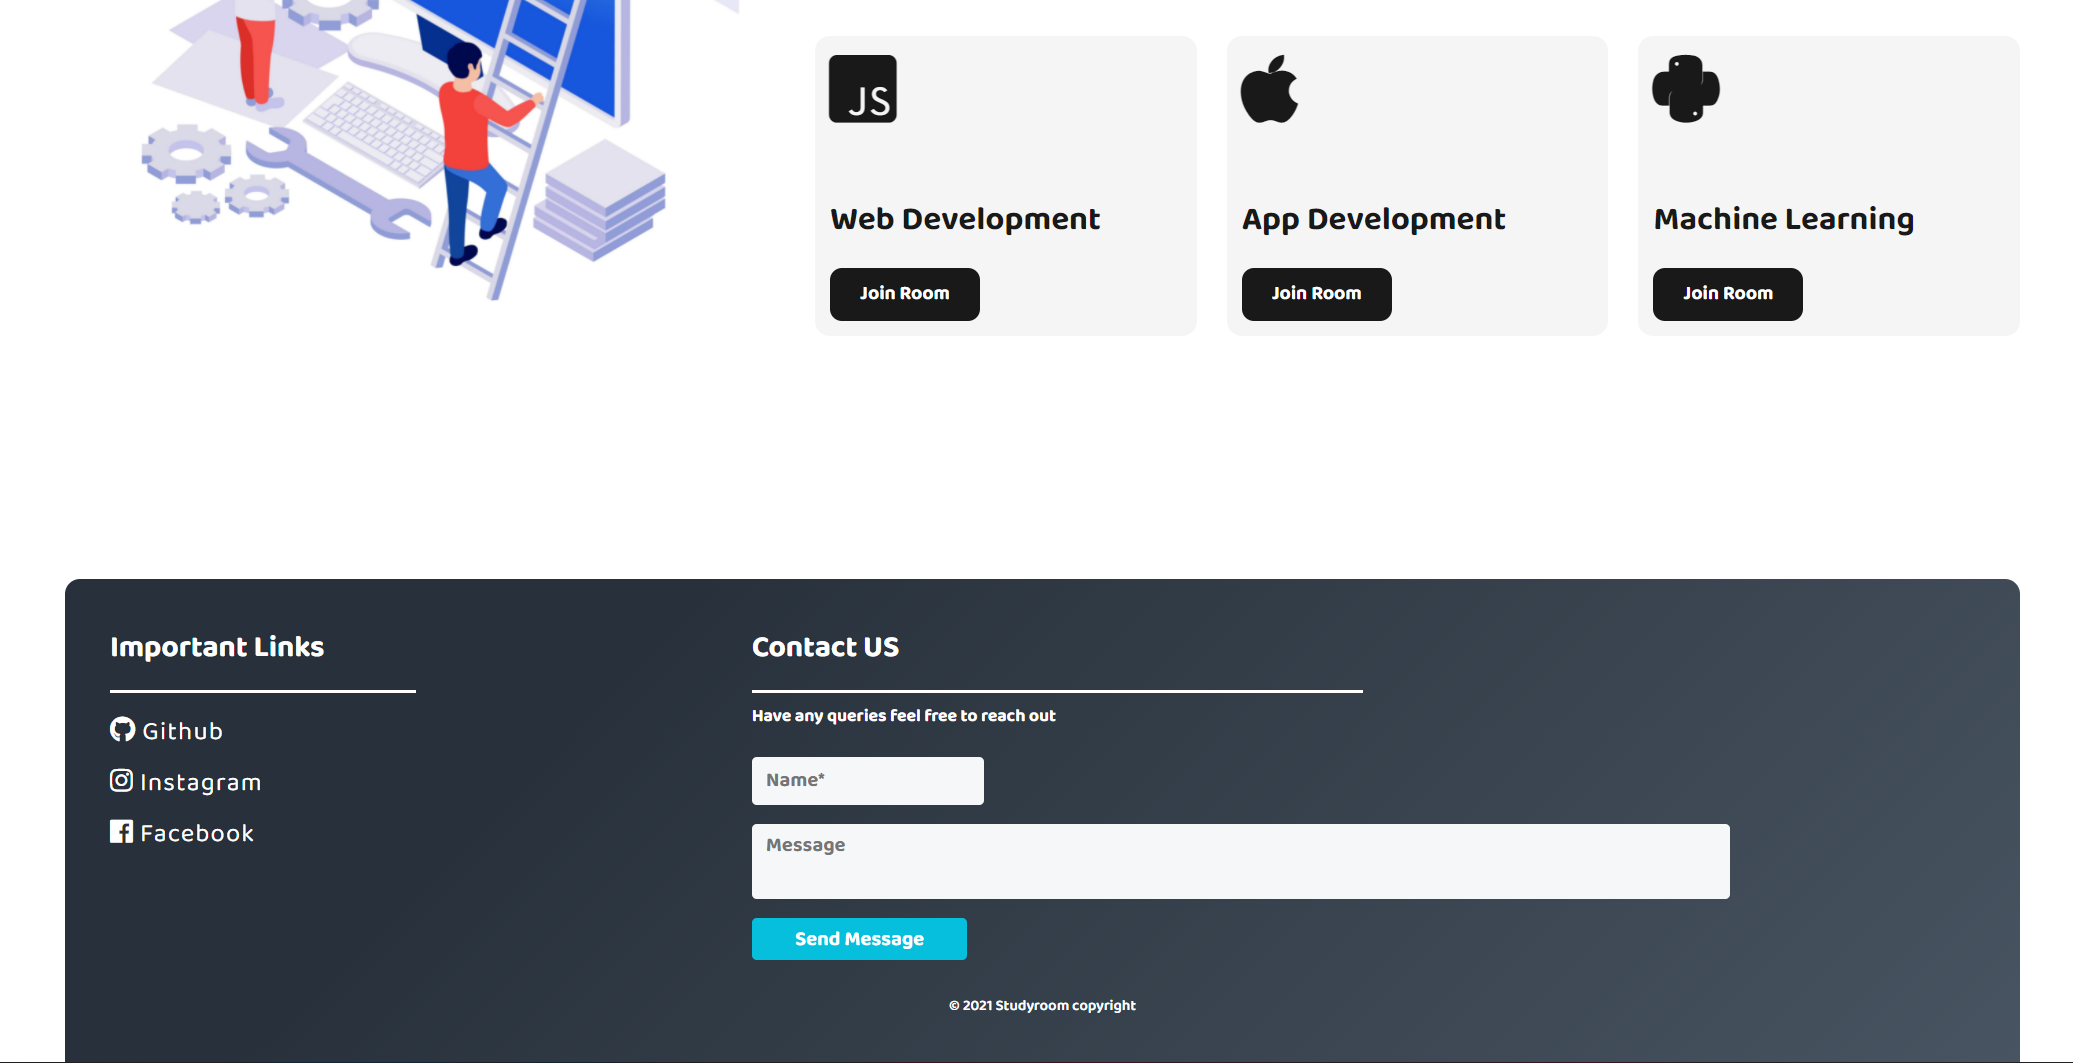 JS
Web Development
Join Room
App Development
Join Room
Machine Learning
Join Room
Important Links
Github
Instagram
Facebook
Contact US
Have any queries feel free to reach out
Name*
Message
Send Message
© 2021 Studyroom copyright